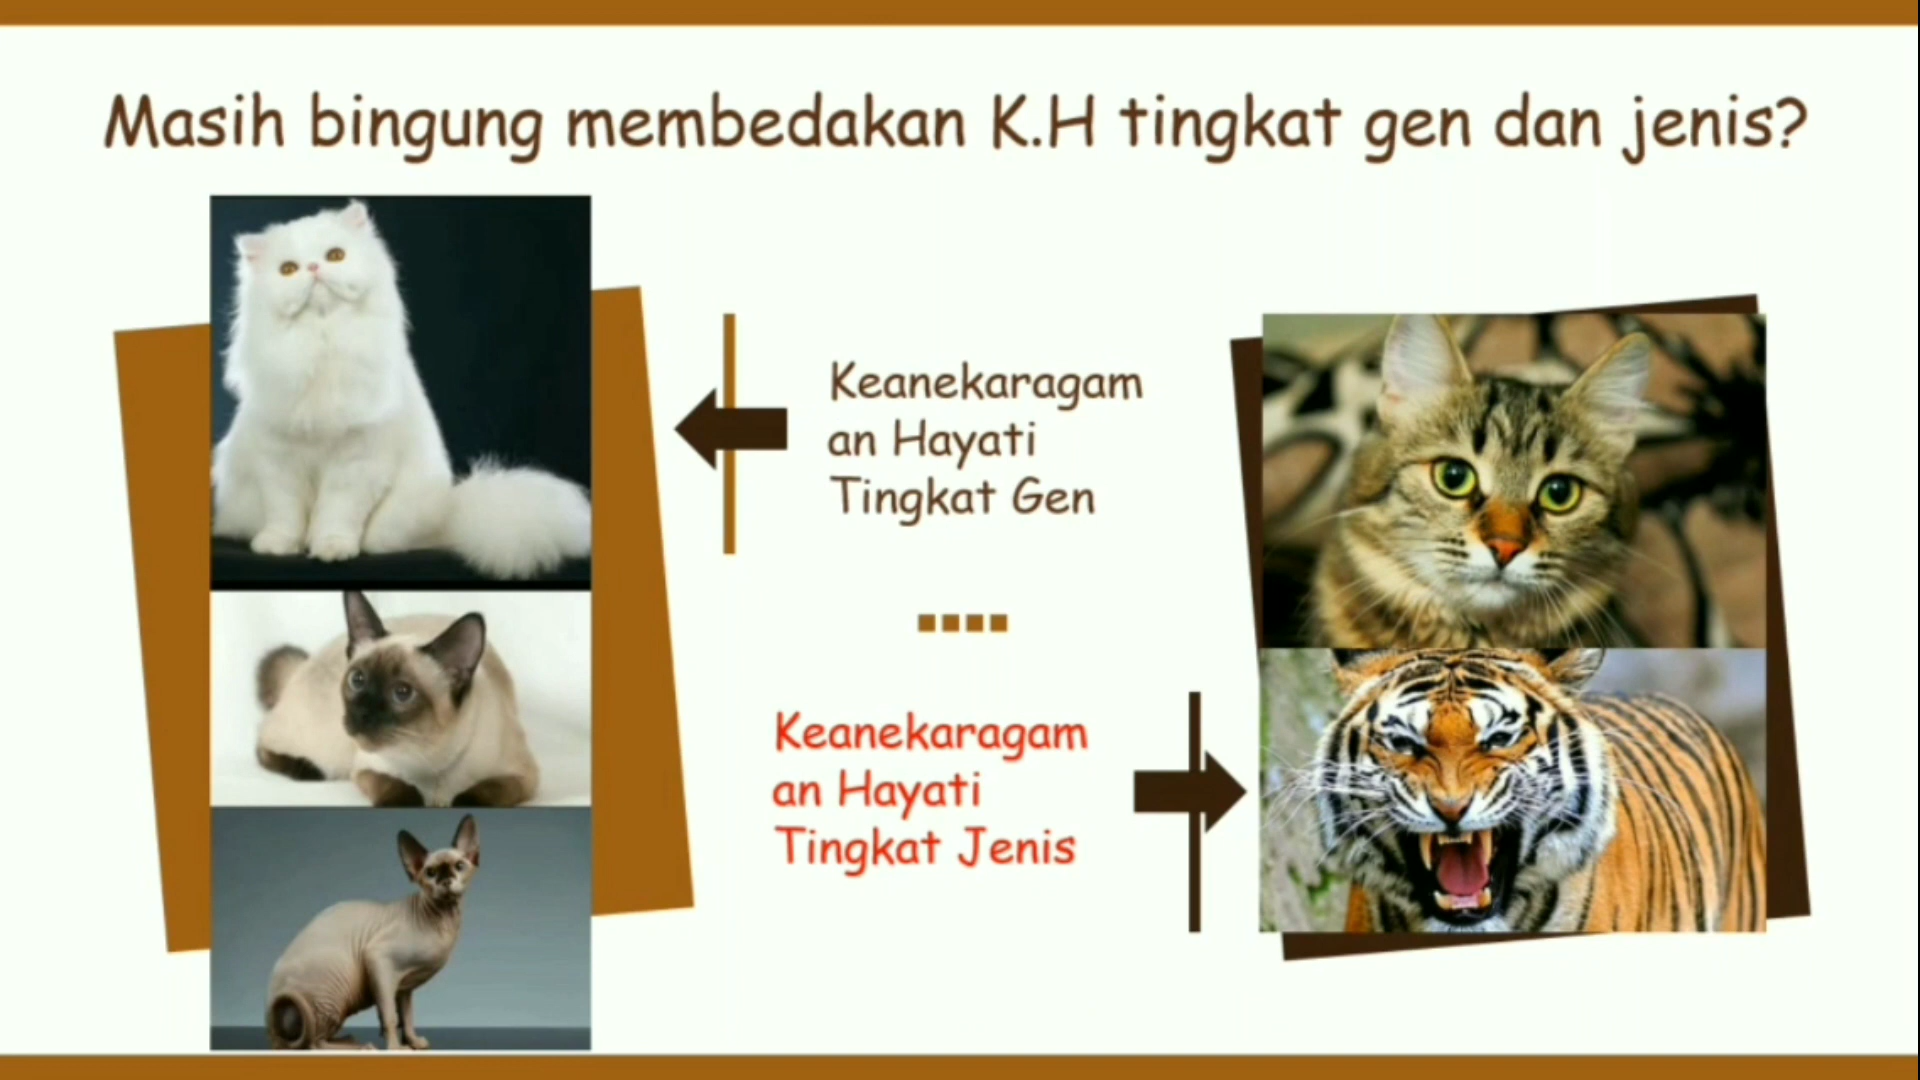 Masih bingung membedakan K.H tingkat gen dan jenis?
Keanekaragam
an Hayati
Tingkat Gen
Keanekaragam
an Hayati
Tingkat Jenis